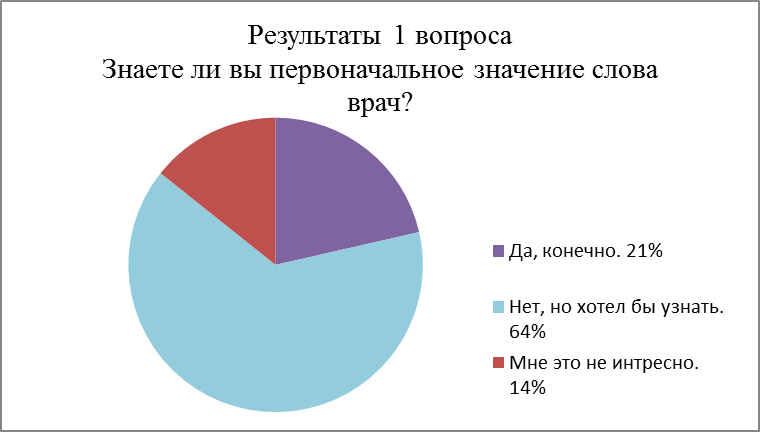 Результаты 1 вопроса
Знаете ли вы первоначальное значение слова
врач?
Да, конечно. 21%
Нет, но хотел бы узнать.
64%
Мне это не интресно.
14%